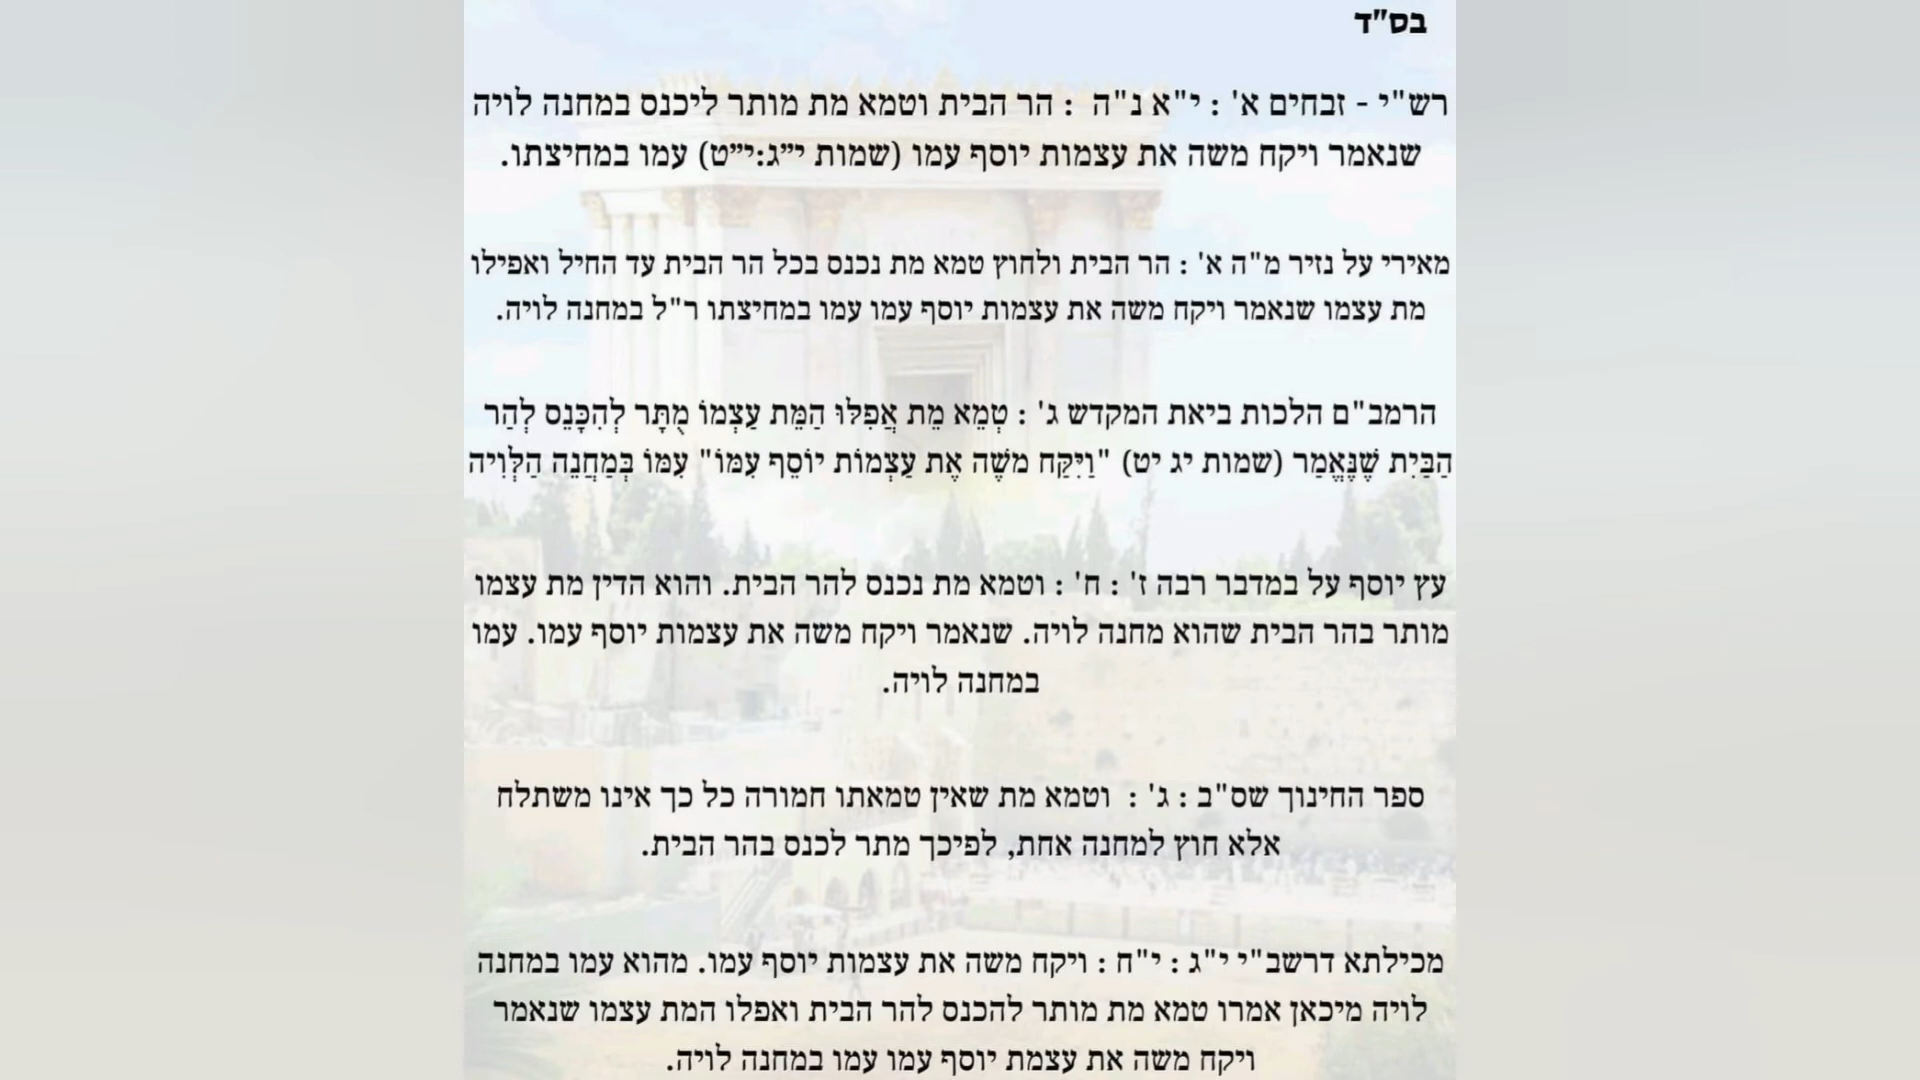 בס"ד
רש"י - זבחים א' : י"א נ"ה : הר הבית וטמא מת מותר ליכנס במחנה לויה
שנאמר ויקח משה את עצמות יוסף עמו (שמות י״ג:י״ט) עמו במחיצתו.
מאירי על נזיר מ"ה א' : הר הבית ולחוץ טמא מת נכנס בכל הר הבית עד החיל ואפילו
מת עצמו שנאמר ויקח משה את עצמות יוסף עמו עמו במחיצתו ר"ל במחנה לויה.
הרמב"ם הלכות ביאת המקדש ג' : טְמֵא מֵת אֲפִלּוּ הַמֵּת עַצְמוֹ מֻתָּר לְהִכָּנֵס לְהַר
הַבַּיִת שֶׁנֶּאֱמַר (שמות יג יט) "וַיִּקַּח משֶׁה אֶת עַצְמוֹת יוֹסֵף עִמּוֹ" עִמּוֹ בְּמַחֲנֵה הַלְּוִיה
עץ יוסף על במדבר רבה ז' : ח' : וטמא מת נכנס להר הבית. והוא הדין מת עצמו
מותר בהר הבית שהוא מחנה לויה. שנאמר ויקח משה את עצמות יוסף עמו. עמו
במחנה לויה.
ספר החינוך שס"ב : ג' : וטמא מת שאין טמאתו חמורה כל כך אינו משתלח
אלא חוץ למחנה אחת, לפיכך מתר לכנס בהר הבית.
מכילתא דרשב"י י"ג : י"ח : ויקח משה את עצמות יוסף עמו. מהוא עמו במחנה
לויה מיכאן אמרו טמא מת מותר להכנס להר הבית ואפלו המת עצמו שנאמר
ויקח משה את עצמת יוסף עמו עמו במחנה לויה.